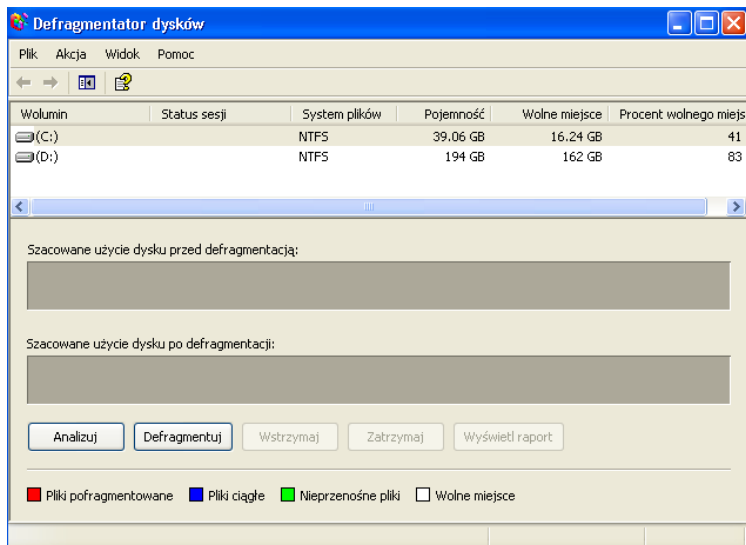 Defragmentator dysków
Plik Akcja Widok Pomoc
Wolumin Status sesji System plików Pojemność Wolne miejsce Procent wolnego miejs
(C:) NTFS 39.06 GB 16.24 GB 41
(D:) NTFS 194 GB 162 GB 83
Szacowane użycie dysku przed defragmentacją:
Szacowane użycie dysku po defragmentacji:
Analizuj Defragmentuj Wstrzymaj Zatrzymaj Wyświetl raport
Pliki pofragmentowane Pliki ciągłe Nieprzenośne pliki Wolne miejsce